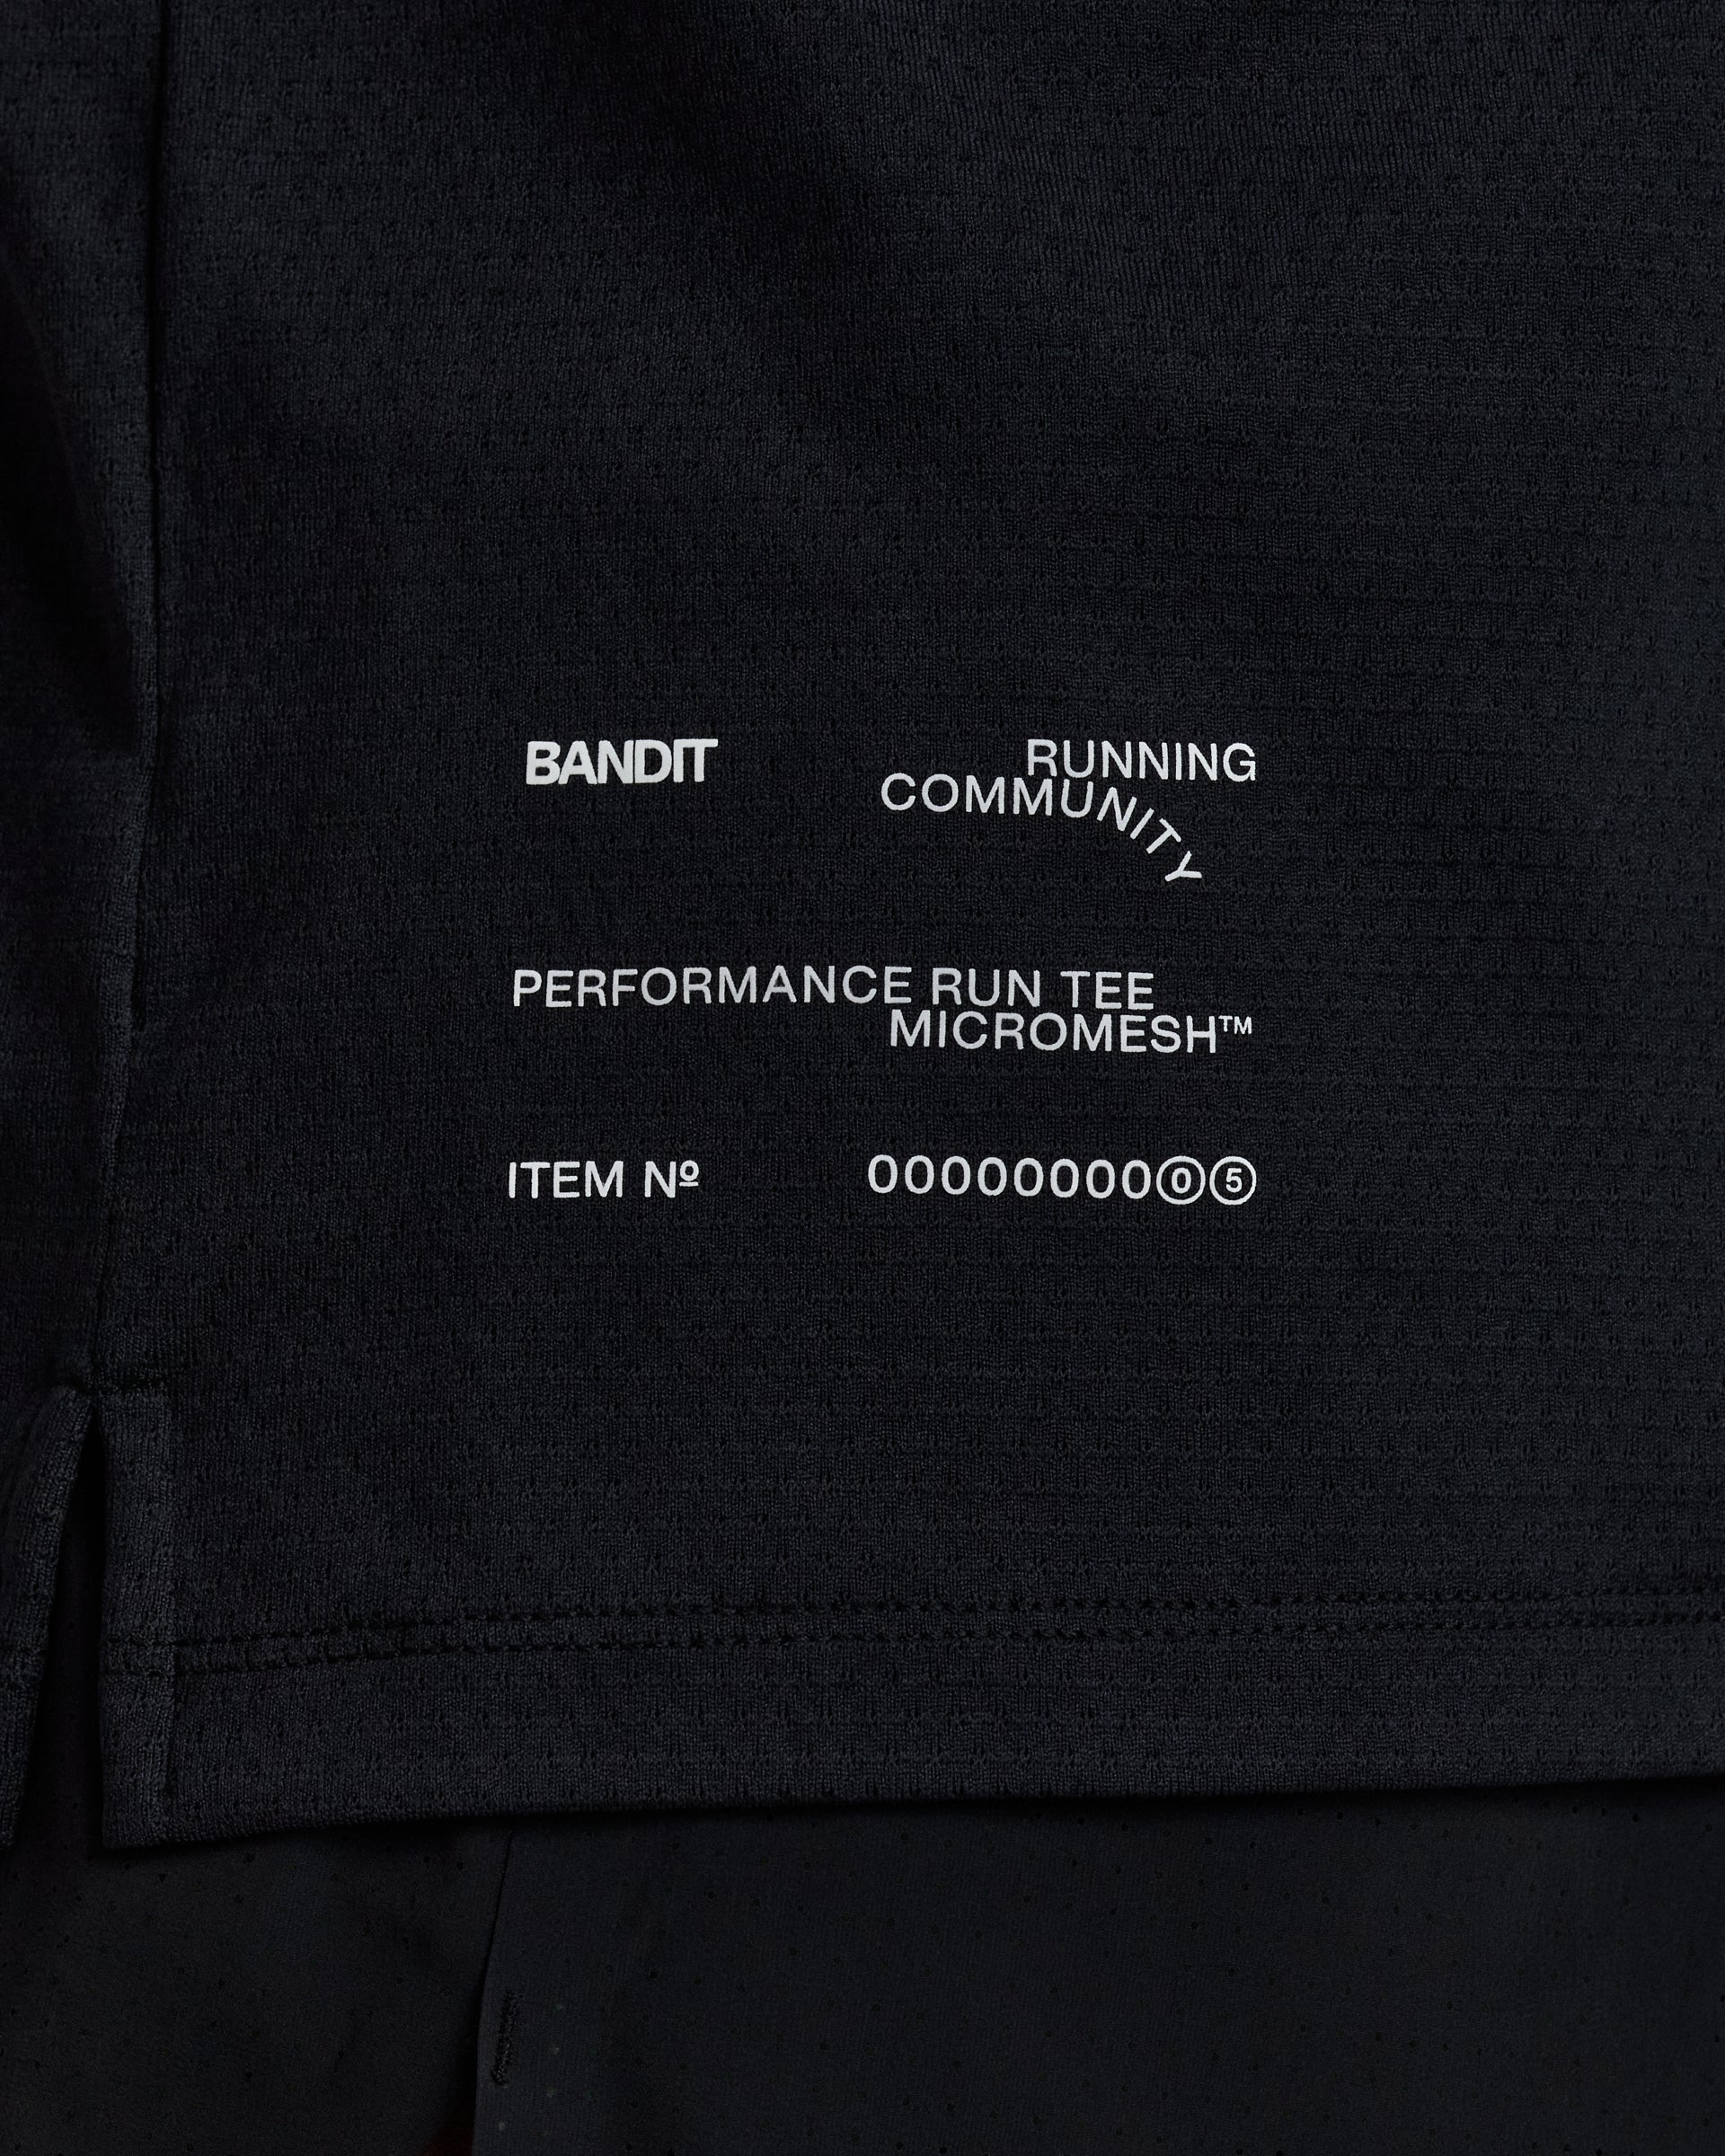 BANDIT RUNNING
COMMUNITY
PERFORMANCE RUN TEE
MICROMESH™
ITEM Nº 00000000⓪⑤